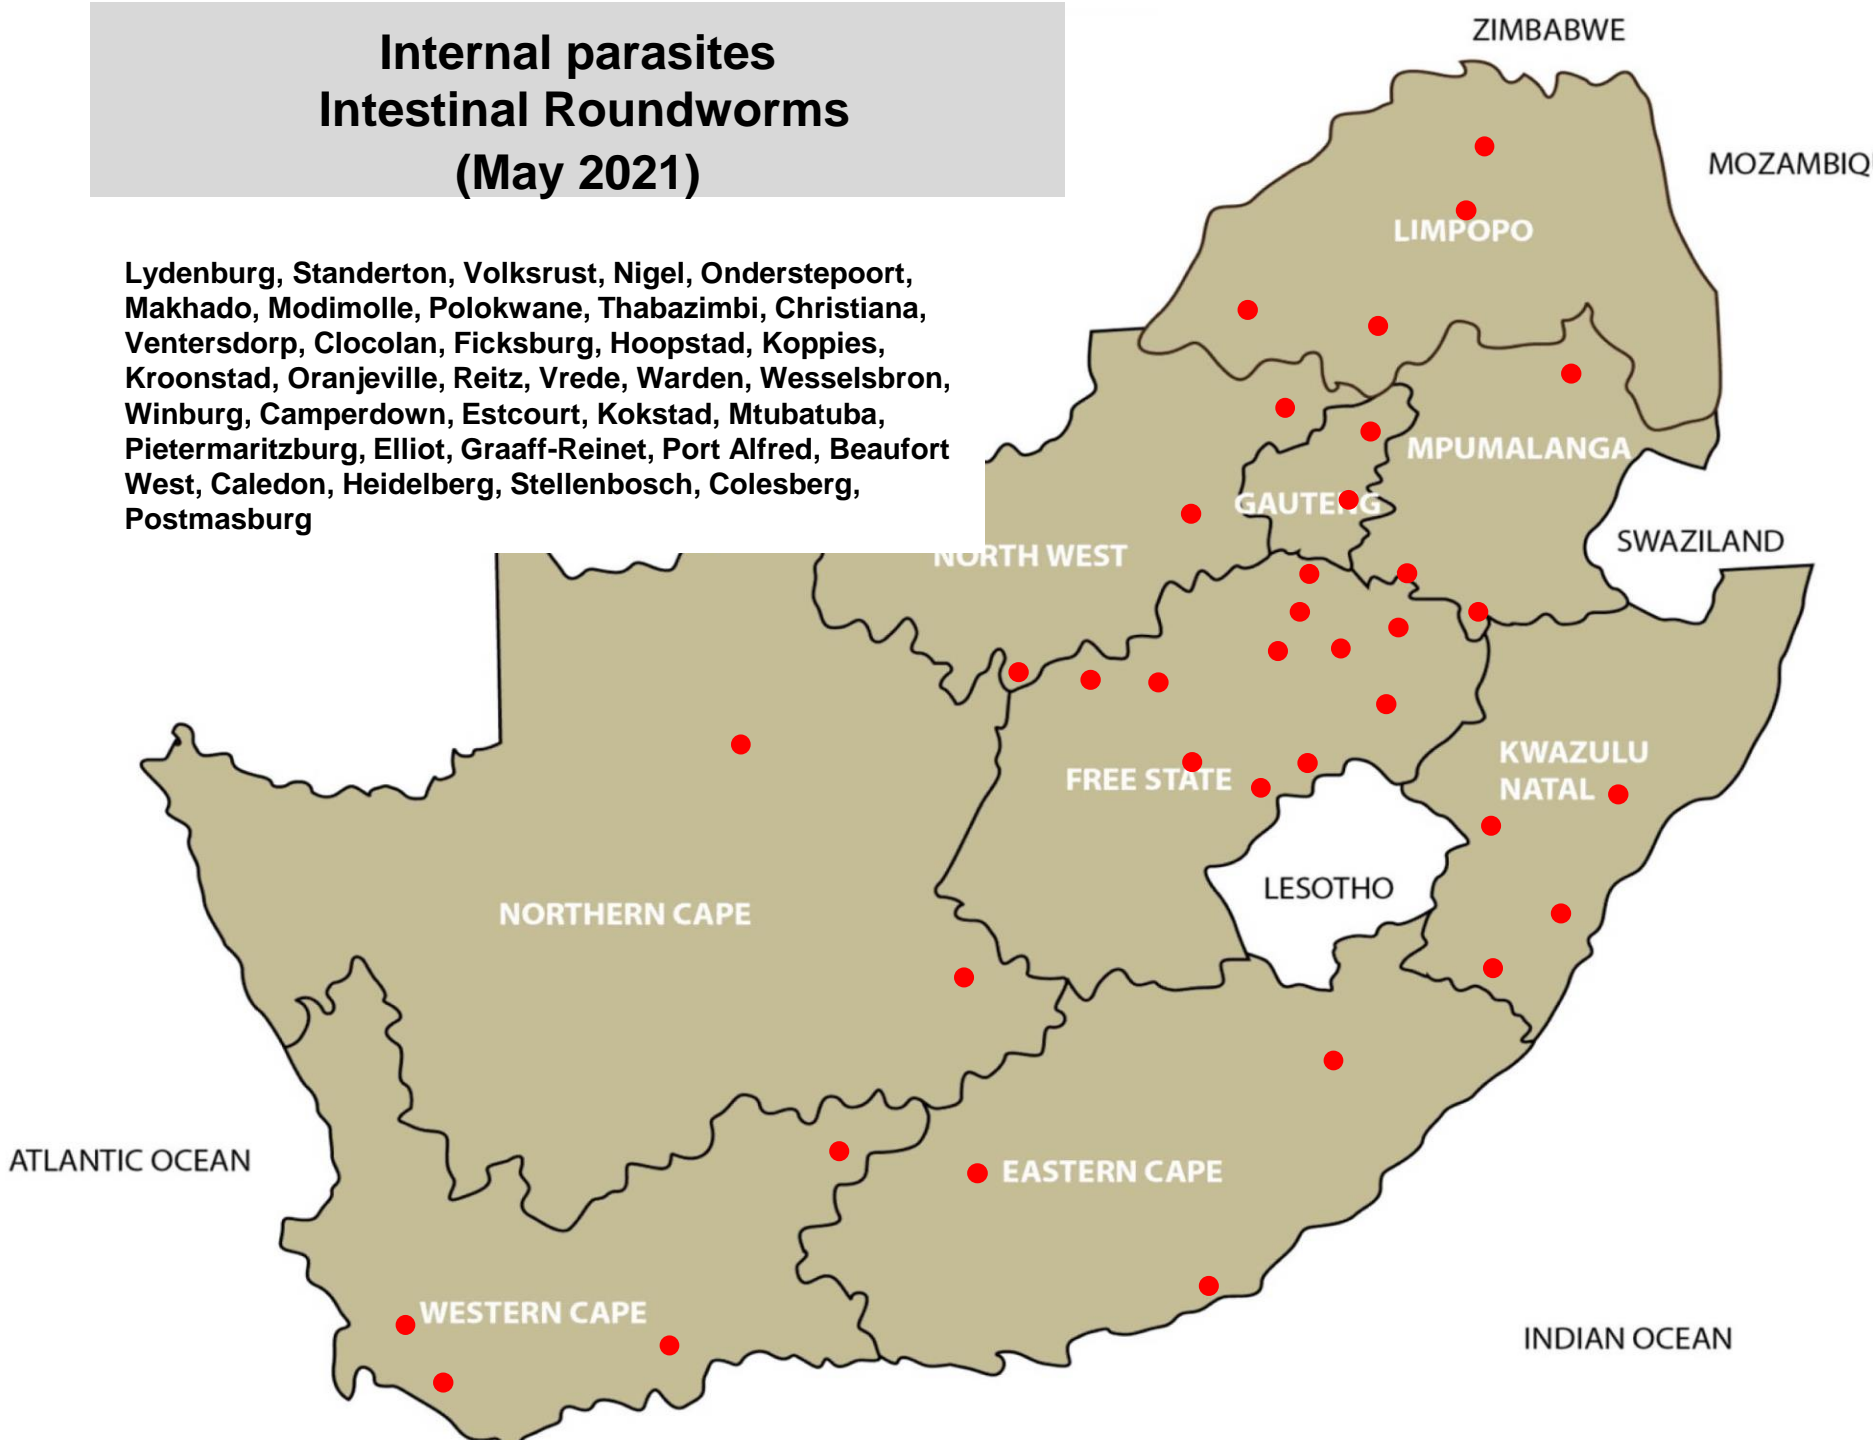 Internal parasites
Intestinal Roundworms
(May 2021)
Lydenburg, Standerton, Volksrust, Nigel, Onderstepoort,
Makhado, Modimolle, Polokwane, Thabazimbi, Christiana,
Ventersdorp, Clocolan, Ficksburg, Hoopstad, Koppies,
Kroonstad, Oranjeville, Reitz, Vrede, Warden, Wesselsbron,
Winburg, Camperdown, Estcourt, Kokstad, Mtubatuba,
Pietermaritzburg, Elliot, Graaff-Reinet, Port Alfred, Beaufort
West, Caledon, Heidelberg, Stellenbosch, Colesberg,
Postmasburg
ZIMBABWE
MOZAMBIQ
LIMPOPO
MPUMALANGA
GAUTENG
SWAZILAND
NORTH WEST
KWAZULU
NATAL
FREE STATE
LESOTHO
NORTHERN CAPE
ATLANTIC OCEAN
EASTERN CAPE
WESTERN CAPE
INDIAN OCEAN